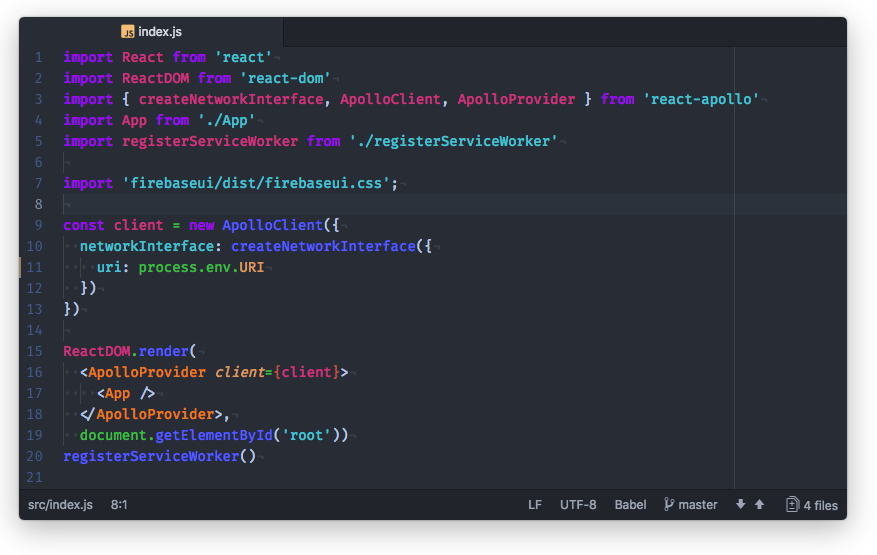 JS index.js
1 import React from 'react'
2 import ReactDOM from 'react-dom'
3 import { createNetworkInterface, ApolloClient, ApolloProvider } from 'react-apollo'
4 import App from './App'
5 import registerServiceWorker from './registerServiceWorker'
6
7 import 'firebaseui/dist/firebaseui.css';
8
9 const client = new ApolloClient({
10   networkInterface: createNetworkInterface({
11     uri: process.env.URI
12   })
13 })
14
15 ReactDOM.render(
16   <ApolloProvider client={client}>
17     <App />
18   </ApolloProvider>,
19   document.getElementById('root'))
20 registerServiceWorker()
21
src/index.js 8:1 LF UTF-8 Babel master 4 files